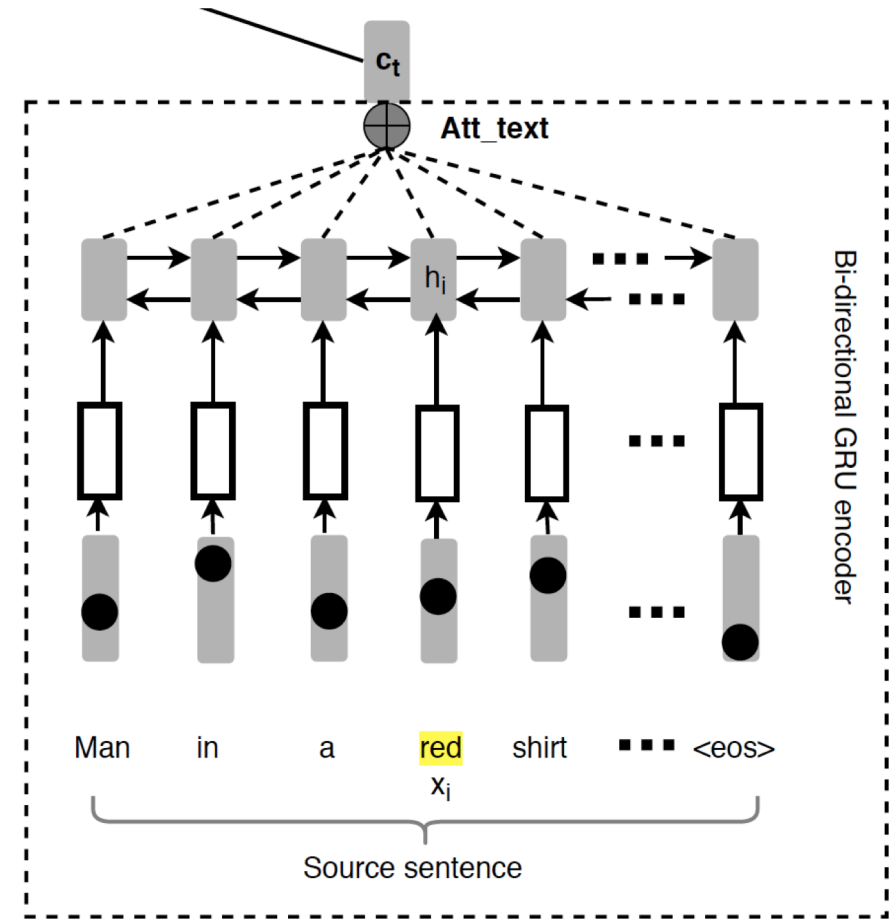 c_t
Att_text
h_i
Bi-directional GRU encoder
Man in a red shirt ... <eos>
x_i
Source sentence